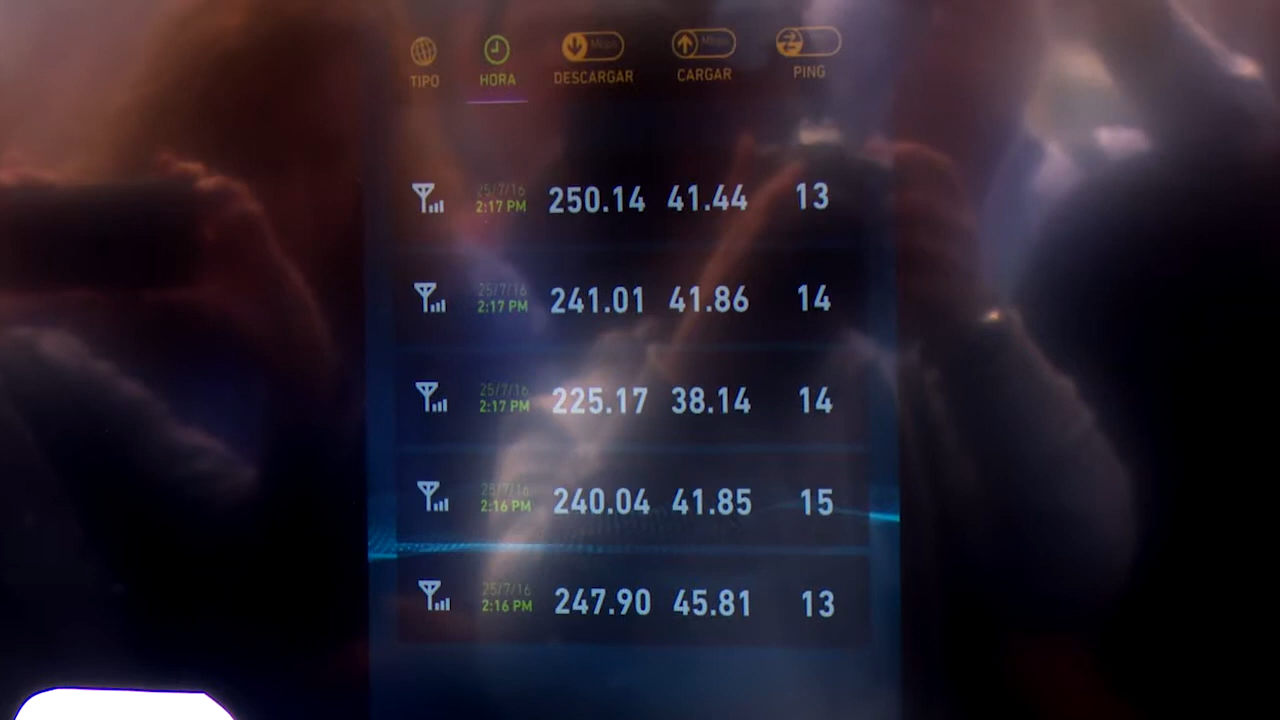 TIPO HORA DESCARGAR CARGAR PING
25/7/16
2:17 PM 250.14 41.44 13
25/7/16
2:17 PM 241.01 41.86 14
25/7/16
2:17 PM 225.17 38.14 14
25/7/16
2:16 PM 240.04 41.85 15
25/7/16
2:16 PM 247.90 45.81 13